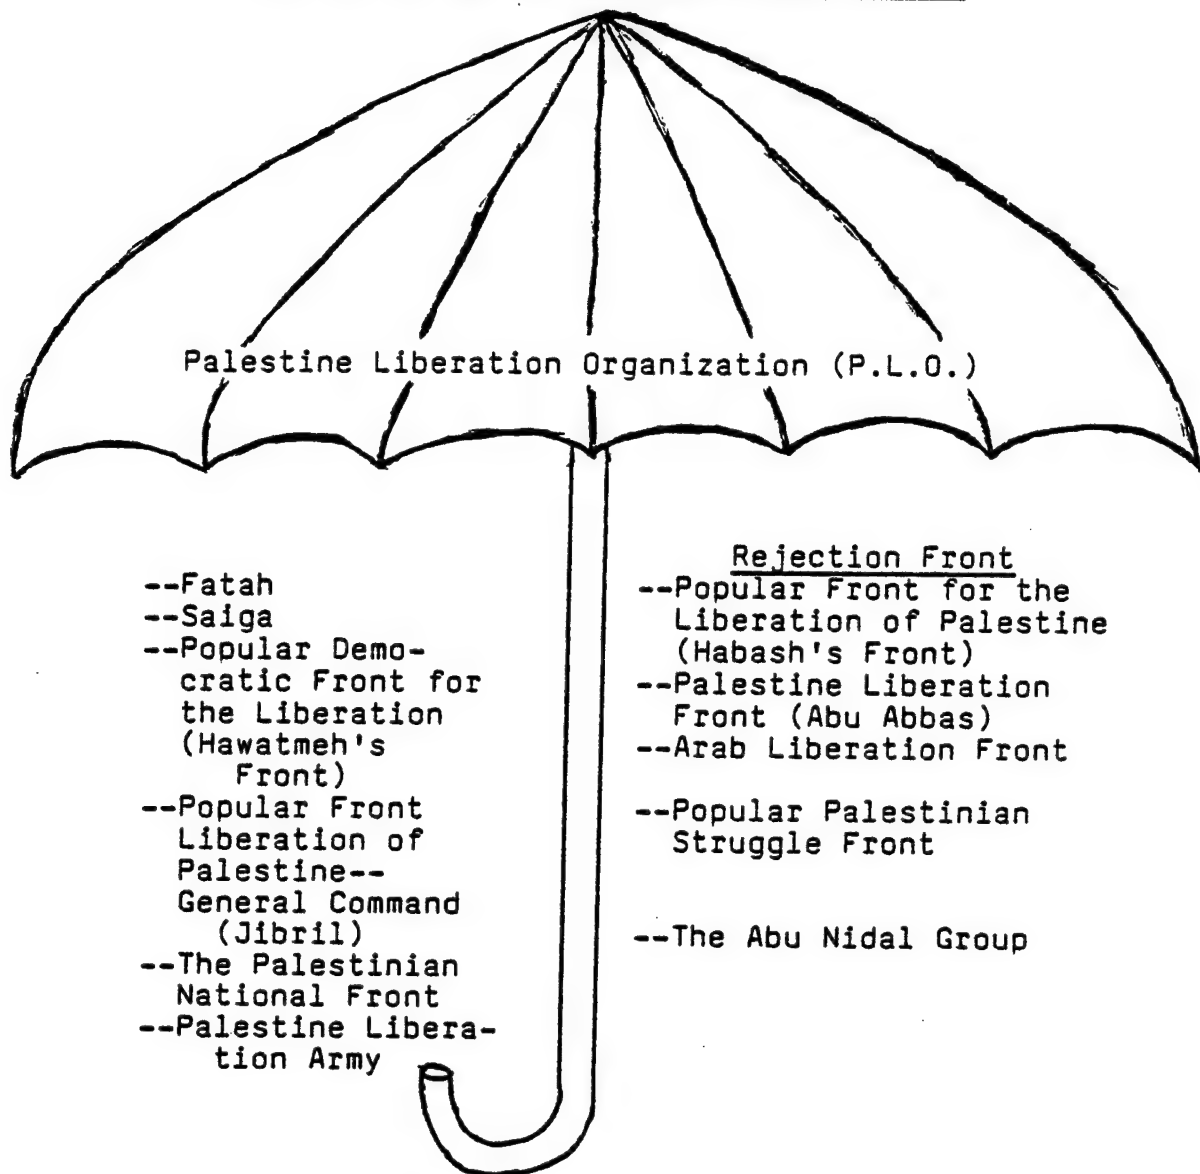 Palestine Liberation Organization (P.L.O.)
--Fatah
--Saiga
--Popular Demo-
cratic Front for
the Liberation
(Hawatmeh's
Front)
--Popular Front
Liberation of
Palestine--
General Command
(Jibril)
--The Palestinian
National Front
--Palestine Libera-
tion Army
Rejection Front
--Popular Front for the
Liberation of Palestine
(Habash's Front)
--Palestine Liberation
Front (Abu Abbas)
--Arab Liberation Front
--Popular Palestinian
Struggle Front
--The Abu Nidal Group